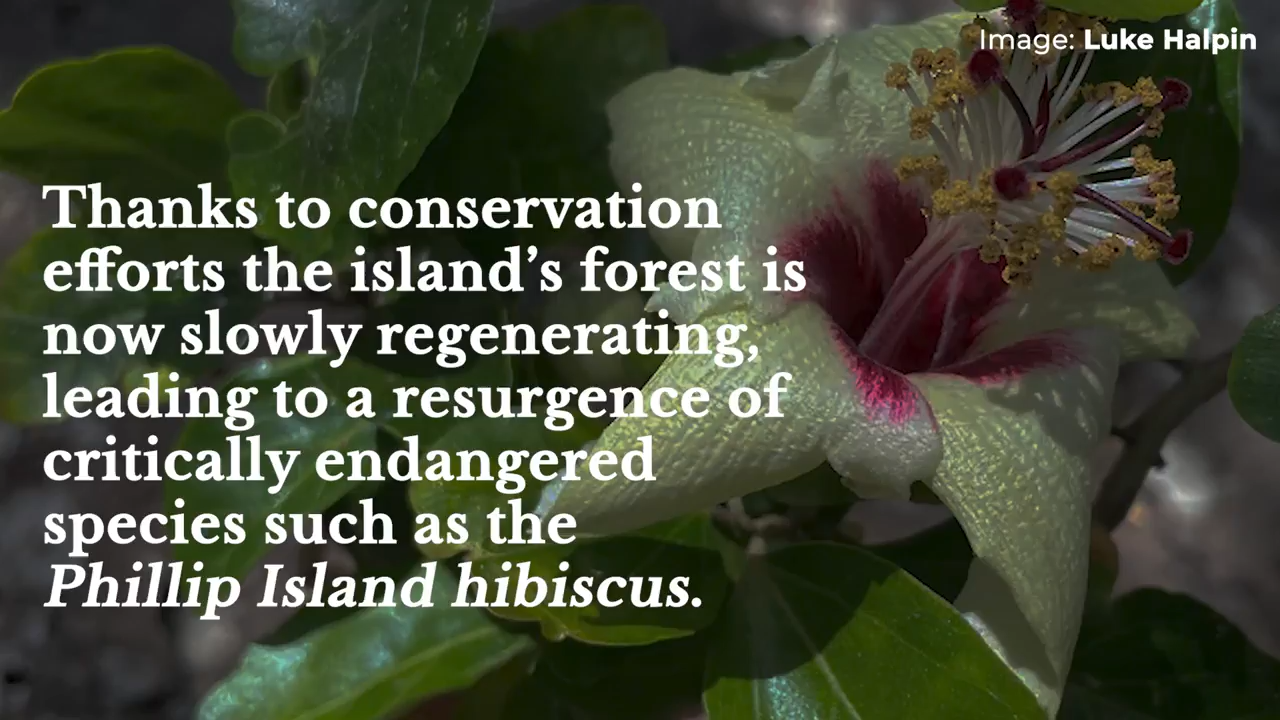 Image: Luke Halpin
Thanks to conservation
efforts the island’s forest is
now slowly regenerating,
leading to a resurgence of
critically endangered
species such as the
Phillip Island hibiscus.